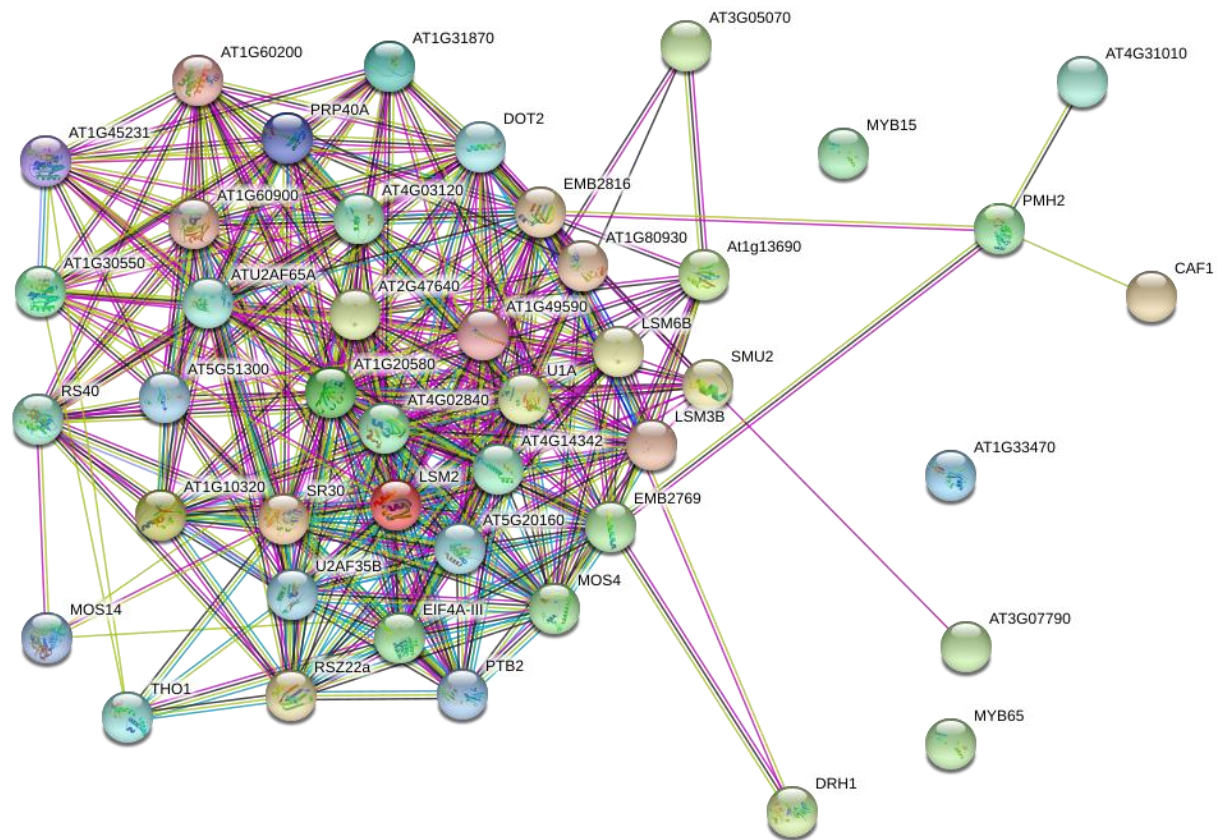 AT3G05070
AT1G60200
AT1G31870
AT4G31010
PRP40A
DOT2
MYB15
AT1G45231
EMB2816
AT1G60900
AT4G03120
PMH2
AT1G80930
At1g13690
AT1G30550
ATU2AF65A
AT2G47640
CAF1
AT1G49590
LSM6B
SMU2
AT5G51300
AT1G20580
U1A
RS40
AT4G02840
LSM3B
AT4G14342
AT1G33470
LSM2
AT1G10320
SR30
EMB2769
AT5G20160
U2AF35B
MOS4
MOS14
EIF4A-III
AT3G07790
RSZ22a
PTB2
THO1
MYB65
DRH1